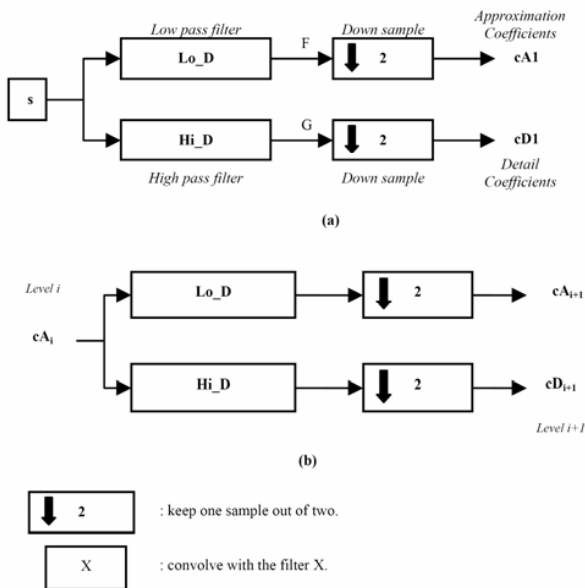 Approximation
Coefficients
Low pass filter F Down sample
Lo_D 2 cA1
s
G
Hi_D 2 cD1
High pass filter Down sample Detail
Coefficients
(a)
Level i
Lo_D 2 cAi+1
cAi
Hi_D 2 cDi+1
Level i+1
(b)
2 : keep one sample out of two.
X : convolve with the filter X.